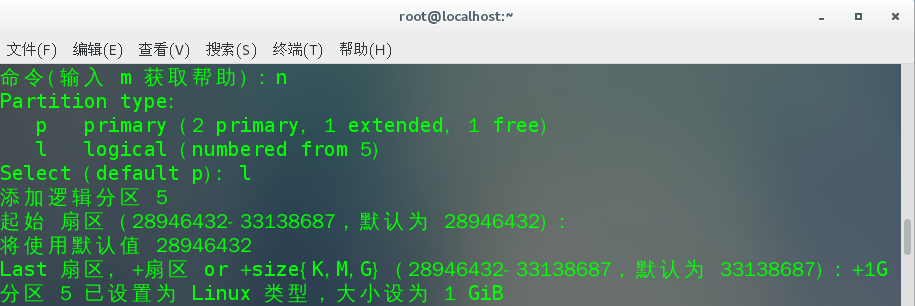 root@localhost:~
文件(F) 编辑(E) 查看(V) 搜索(S) 终端(T) 帮助(H)
命令(输入 m 获取帮助)：n
Partition type:
   p   primary (2 primary, 1 extended, 1 free)
   l   logical (numbered from 5)
Select (default p): l
添加逻辑分区 5
起始 扇区 (28946432-33138687，默认为 28946432)：
将使用默认值 28946432
Last 扇区, +扇区 or +size{K,M,G} (28946432-33138687，默认为 33138687)：+1G
分区 5 已设置为 Linux 类型，大小设为 1 GiB